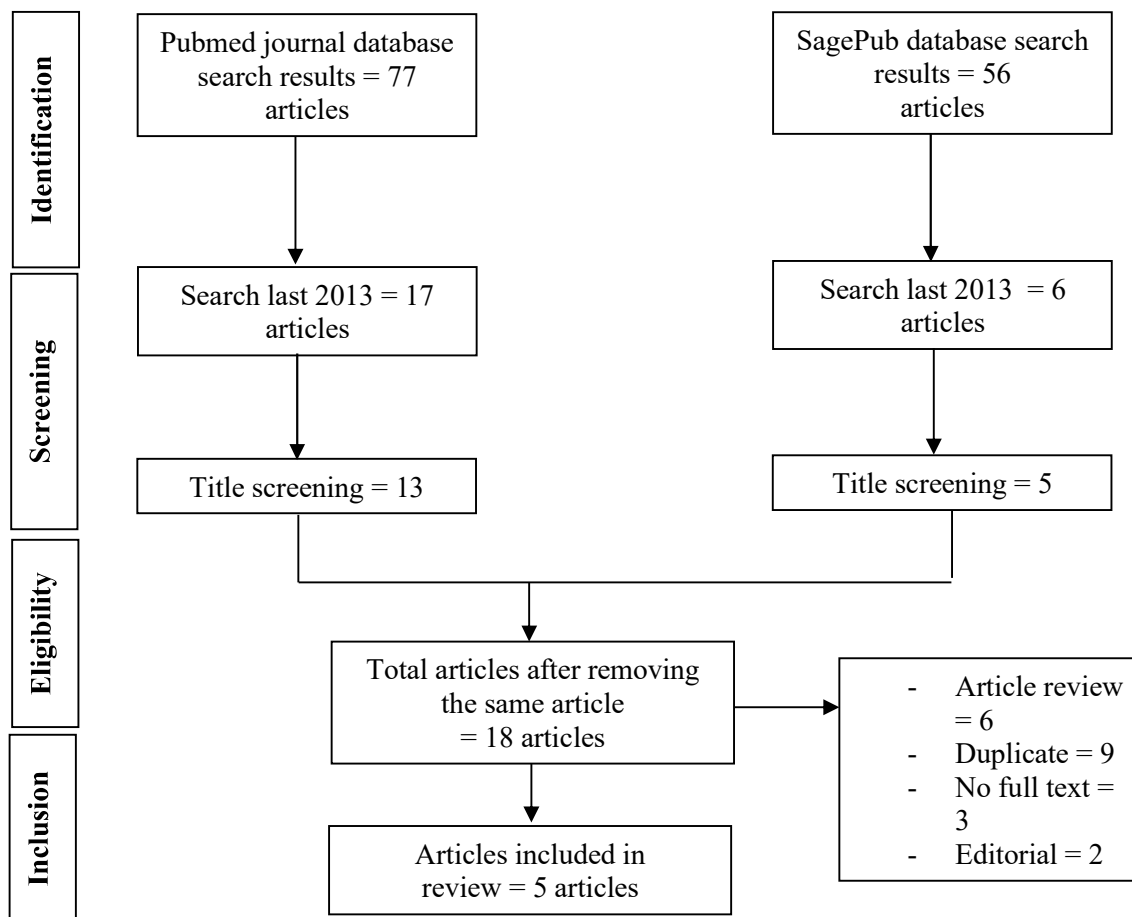 Identification
Pubmed journal database
search results = 77
articles
SagePub database search
results = 56
articles
Screening
Search last 2013 = 17
articles
Search last 2013 = 6
articles
Title screening = 13
Title screening = 5
Eligibility
Total articles after removing
the same article
= 18 articles
- Article review
= 6
- Duplicate = 9
- No full text =
3
- Editorial = 2
Inclusion
Articles included in
review = 5 articles